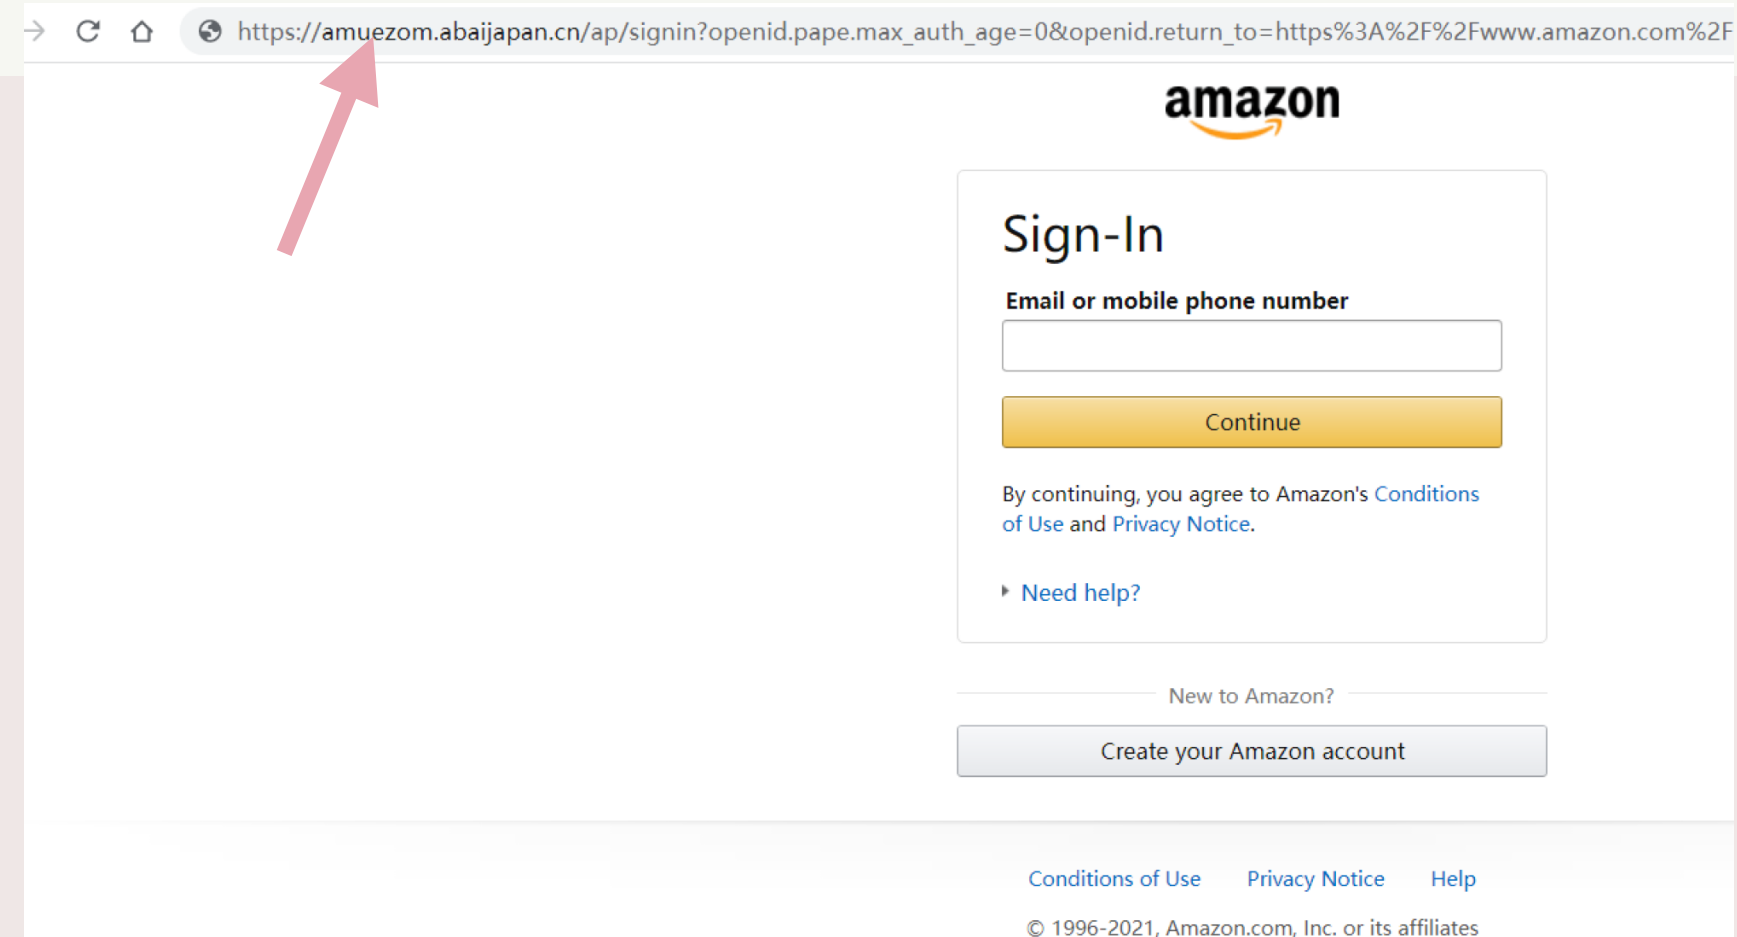 https://amuezom.abaijapan.cn/ap/signin?openid.pape.max_auth_age=0&openid.return_to=https%3A%2F%2Fwww.amazon.com%2F
amazon
Sign-In
Email or mobile phone number
Continue
By continuing, you agree to Amazon's Conditions
of Use and Privacy Notice.
Need help?
New to Amazon?
Create your Amazon account
Conditions of Use Privacy Notice Help
© 1996-2021, Amazon.com, Inc. or its affiliates